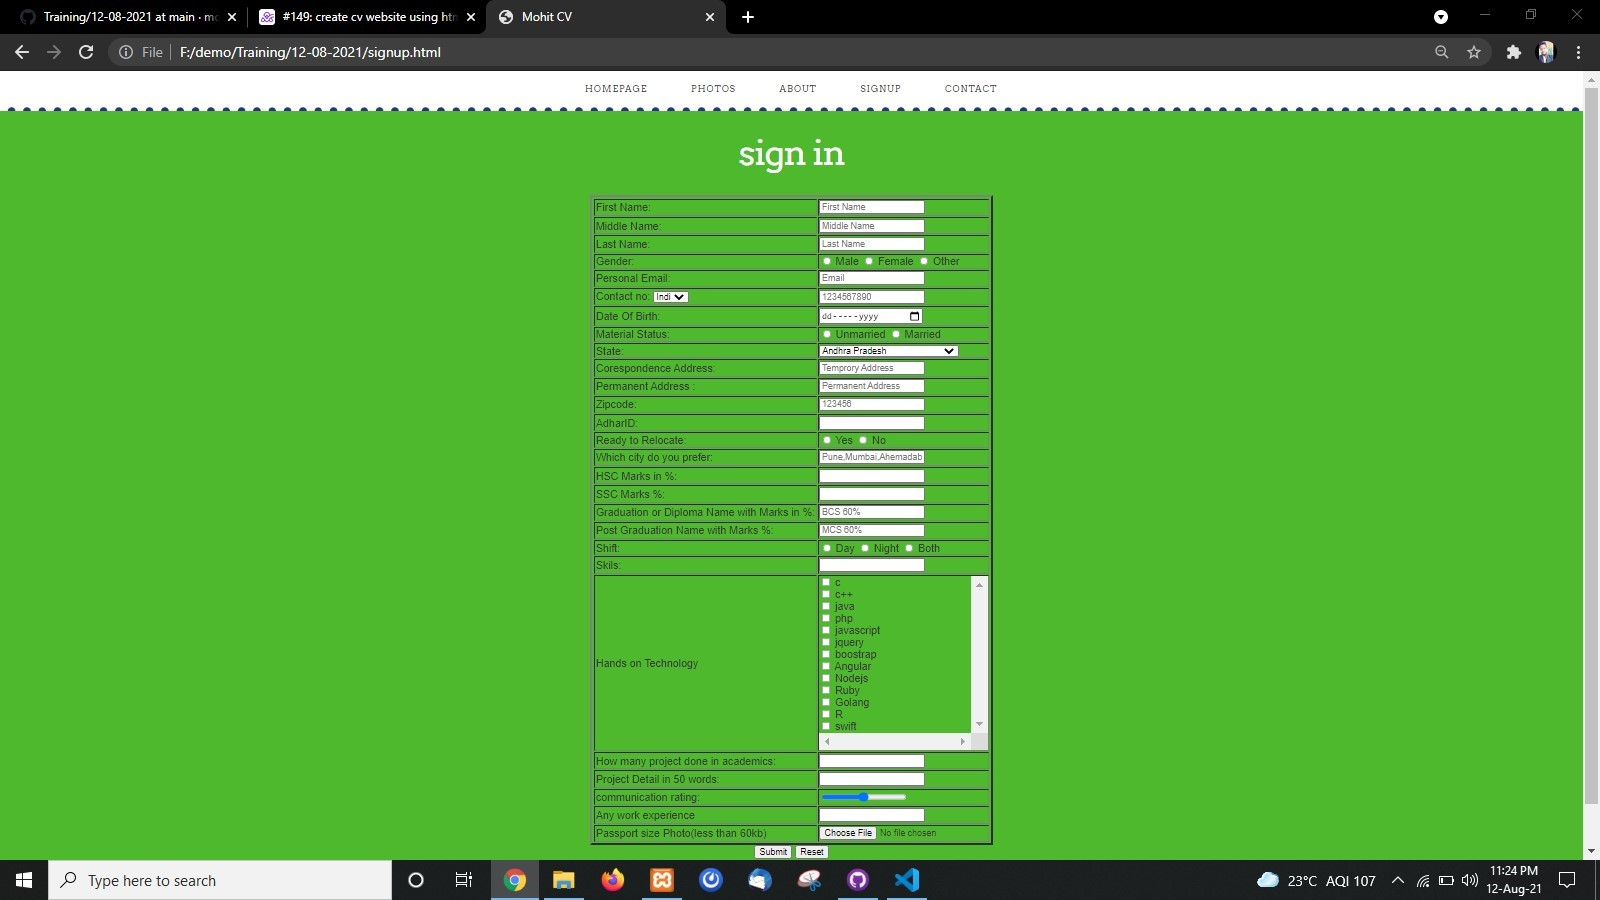 Training/12-08-2021 at main · mo
#149: create cv website using htm
Mohit CV
File
F:/demo/Training/12-08-2021/signup.html
HOMEPAGE PHOTOS ABOUT SIGNUP CONTACT
sign in
First Name: First Name
Middle Name: Middle Name
Last Name: Last Name
Gender: Male Female Other
Personal Email: Email
Contact no: Indi 1234567890
Date Of Birth: dd-----yyyy
Material Status: Unmarried Married
State: Andhra Pradesh
Corespondence Address: Temprory Address
Permanent Address : Permanent Address
Zipcode: 123456
AdharID:
Ready to Relocate: Yes No
Which city do you prefer: Pune,Mumbai,Ahemadab
HSC Marks in %:
SSC Marks %:
Graduation or Diploma Name with Marks in %: BCS 60%
Post Graduation Name with Marks %: MCS 60%
Shift: Day Night Both
Skils:
Hands on Technology
c
c++
java
php
javascript
jquery
boostrap
Angular
Nodejs
Ruby
Golang
R
swift
How many project done in academics:
Project Detail in 50 words:
communication rating:
Any work experience
Passport size Photo(less than 60kb) Choose File No file chosen
Submit Reset
Type here to search
23°C AQI 107
11:24 PM
12-Aug-21